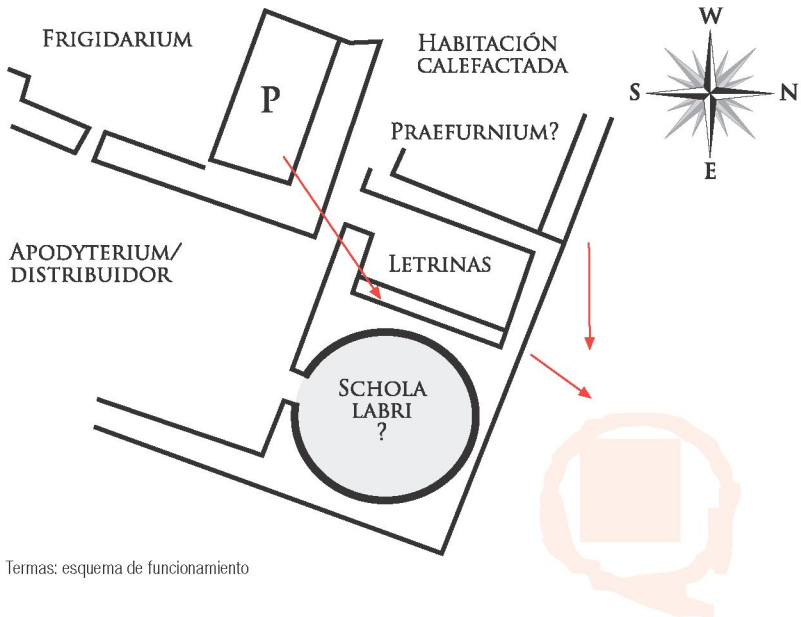 FRIGIDARIUM
P
HABITACIÓN
CALEFACTADA
PRAEFURNIUM?
W
S
N
E
APODYTERIUM/
DISTRIBUIDOR
LETRINAS
SCHOLA
LABRI
?
Termas: esquema de funcionamiento